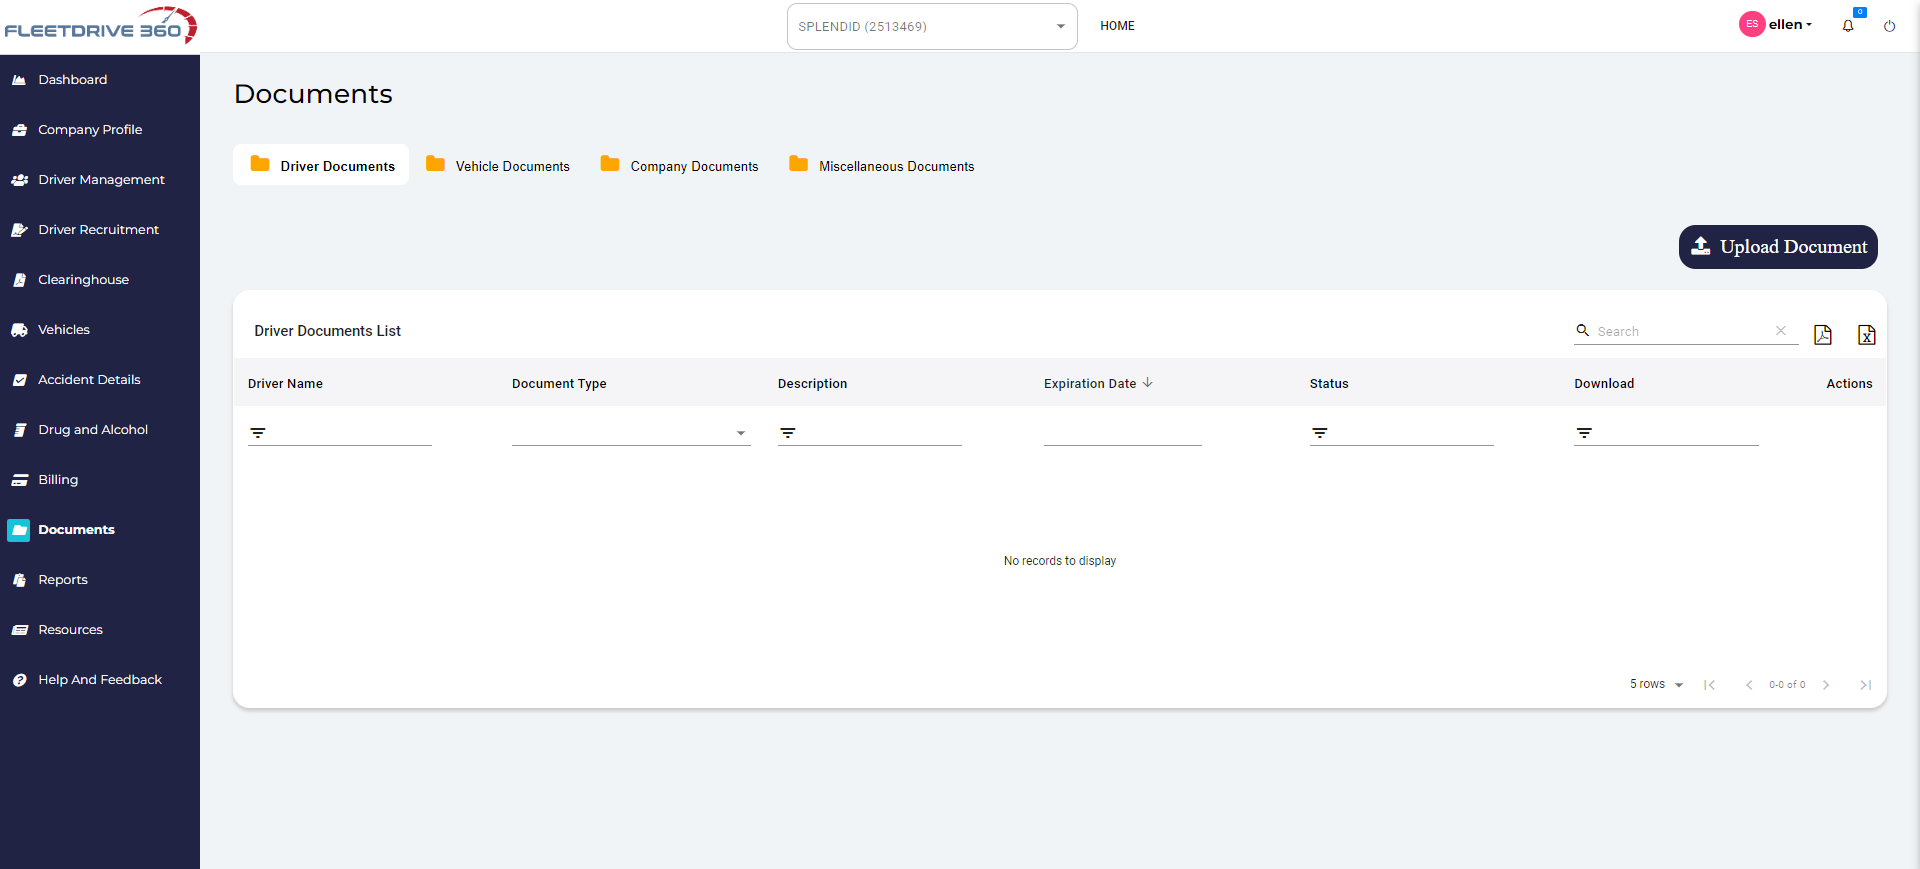 FLEETDRIVE 360
SPLENDID (2513469)
HOME
ES
ellen
0
Dashboard
Company Profile
Driver Management
Driver Recruitment
Clearinghouse
Vehicles
Accident Details
Drug and Alcohol
Billing
Documents
Reports
Resources
Help And Feedback
Documents
Driver Documents
Vehicle Documents
Company Documents
Miscellaneous Documents
Upload Document
Driver Documents List
Search
Driver Name
Document Type
Description
Expiration Date
Status
Download
Actions
No records to display
5 rows
0-0 of 0